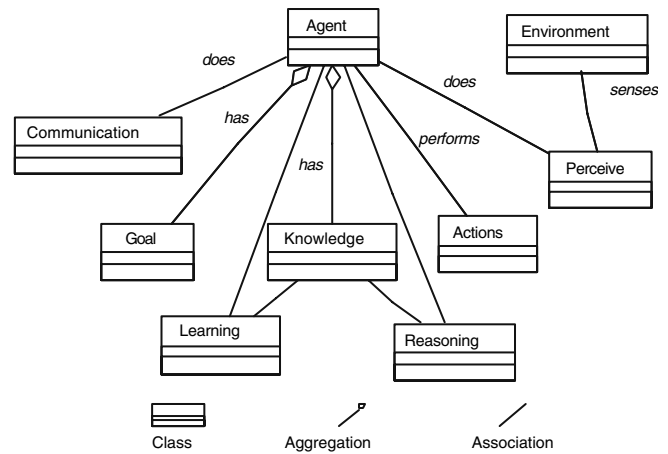 Agent
Environment
does
does
senses
Communication
has
performs
Perceive
has
Goal
Knowledge
Actions
Learning
Reasoning
Class
Aggregation
Association